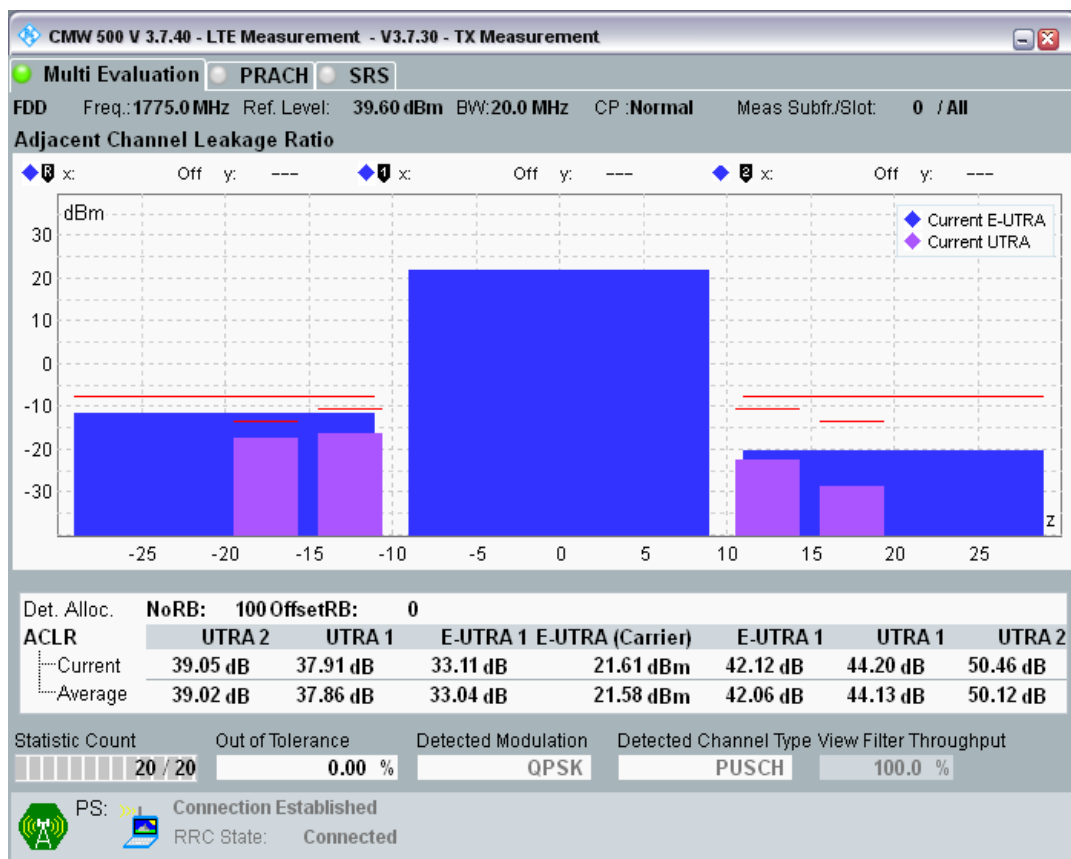 CMW 500 V 3.7.40 - LTE Measurement - V3.7.30 - TX Measurement
Multi Evaluation PRACH SRS
FDD Freq.:1775.0 MHz Ref. Level: 39.60 dBm BW:20.0 MHz CP :Normal Meas Subfr./Slot: 0 / All
Adjacent Channel Leakage Ratio
R x: Off y: --- 1 x: Off y: --- 2 x: Off y: ---
dBm
Current E-UTRA
Current UTRA
30
20
10
0
-10
-20
-30
z
-25 -20 -15 -10 -5 0 5 10 15 20 25
Det. Alloc. NoRB: 100 OffsetRB: 0
ACLR UTRA 2 UTRA 1 E-UTRA 1 E-UTRA (Carrier) E-UTRA 1 UTRA 1 UTRA 2
Current 39.05 dB 37.91 dB 33.11 dB 21.61 dBm 42.12 dB 44.20 dB 50.46 dB
Average 39.02 dB 37.86 dB 33.04 dB 21.58 dBm 42.06 dB 44.13 dB 50.12 dB
Statistic Count Out of Tolerance Detected Modulation Detected Channel Type View Filter Throughput
20 / 20 0.00 % QPSK PUSCH 100.0 %
PS: Connection Established
RRC State: Connected